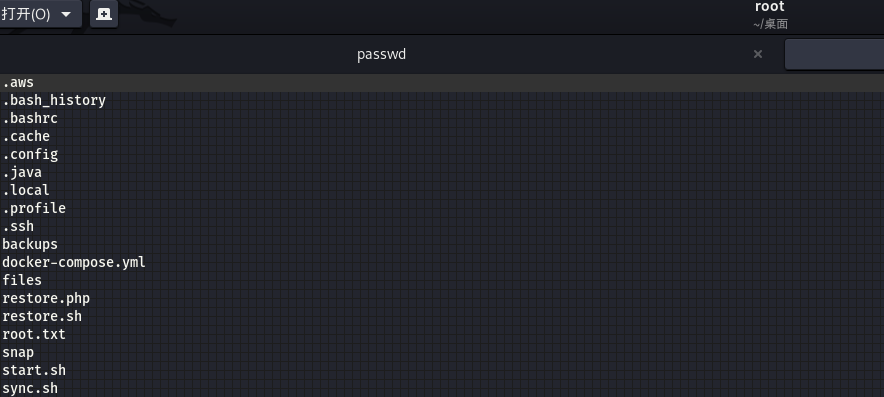 打开(O)
root
~/桌面
passwd
.aws
.bash_history
.bashrc
.cache
.config
.java
.local
.profile
.ssh
backups
docker-compose.yml
files
restore.php
restore.sh
root.txt
snap
start.sh
sync.sh